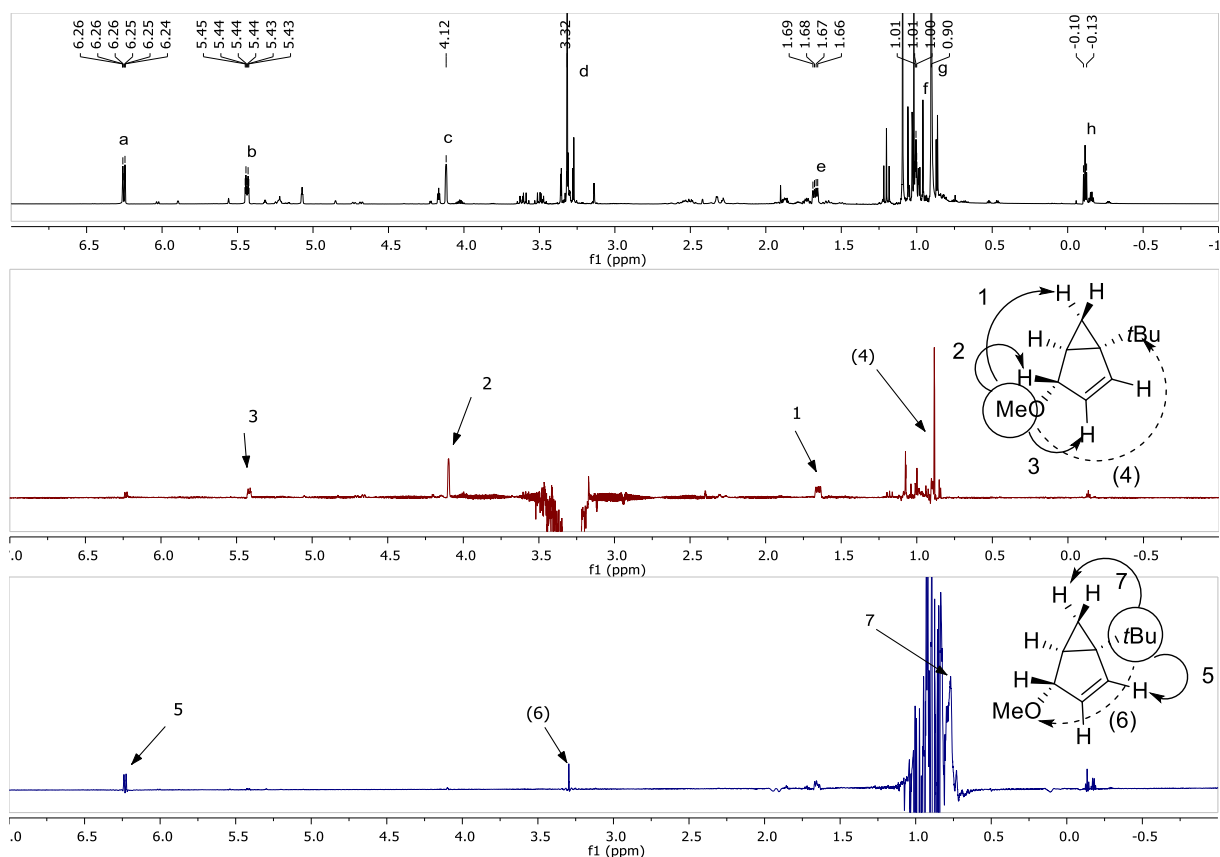 6.26 6.26 6.26 6.25 6.25 6.24 5.45 5.44 5.44 5.44 5.43 5.43 4.12 3.32 1.69 1.68 1.67 1.66 1.01 1.01 1.00 0.90 -0.10 -0.13
a b c d e f g h
6.5 6.0 5.5 5.0 4.5 4.0 3.5 3.0 2.5 2.0 1.5 1.0 0.5 0.0 -0.5 -1
f1 (ppm)
3 2 1 (4)
1 H H
H tBu
2 H
H
MeO
H
3 (4)
.0 6.5 6.0 5.5 5.0 4.5 4.0 3.5 3.0 2.5 2.0 1.5 1.0 0.5 0.0 -0.5
f1 (ppm)
5 (6) 7
H H 7
H tBu
H H 5
MeO (6)
H
.0 6.5 6.0 5.5 5.0 4.5 4.0 3.5 3.0 2.5 2.0 1.5 1.0 0.5 0.0 -0.5
f1 (ppm)